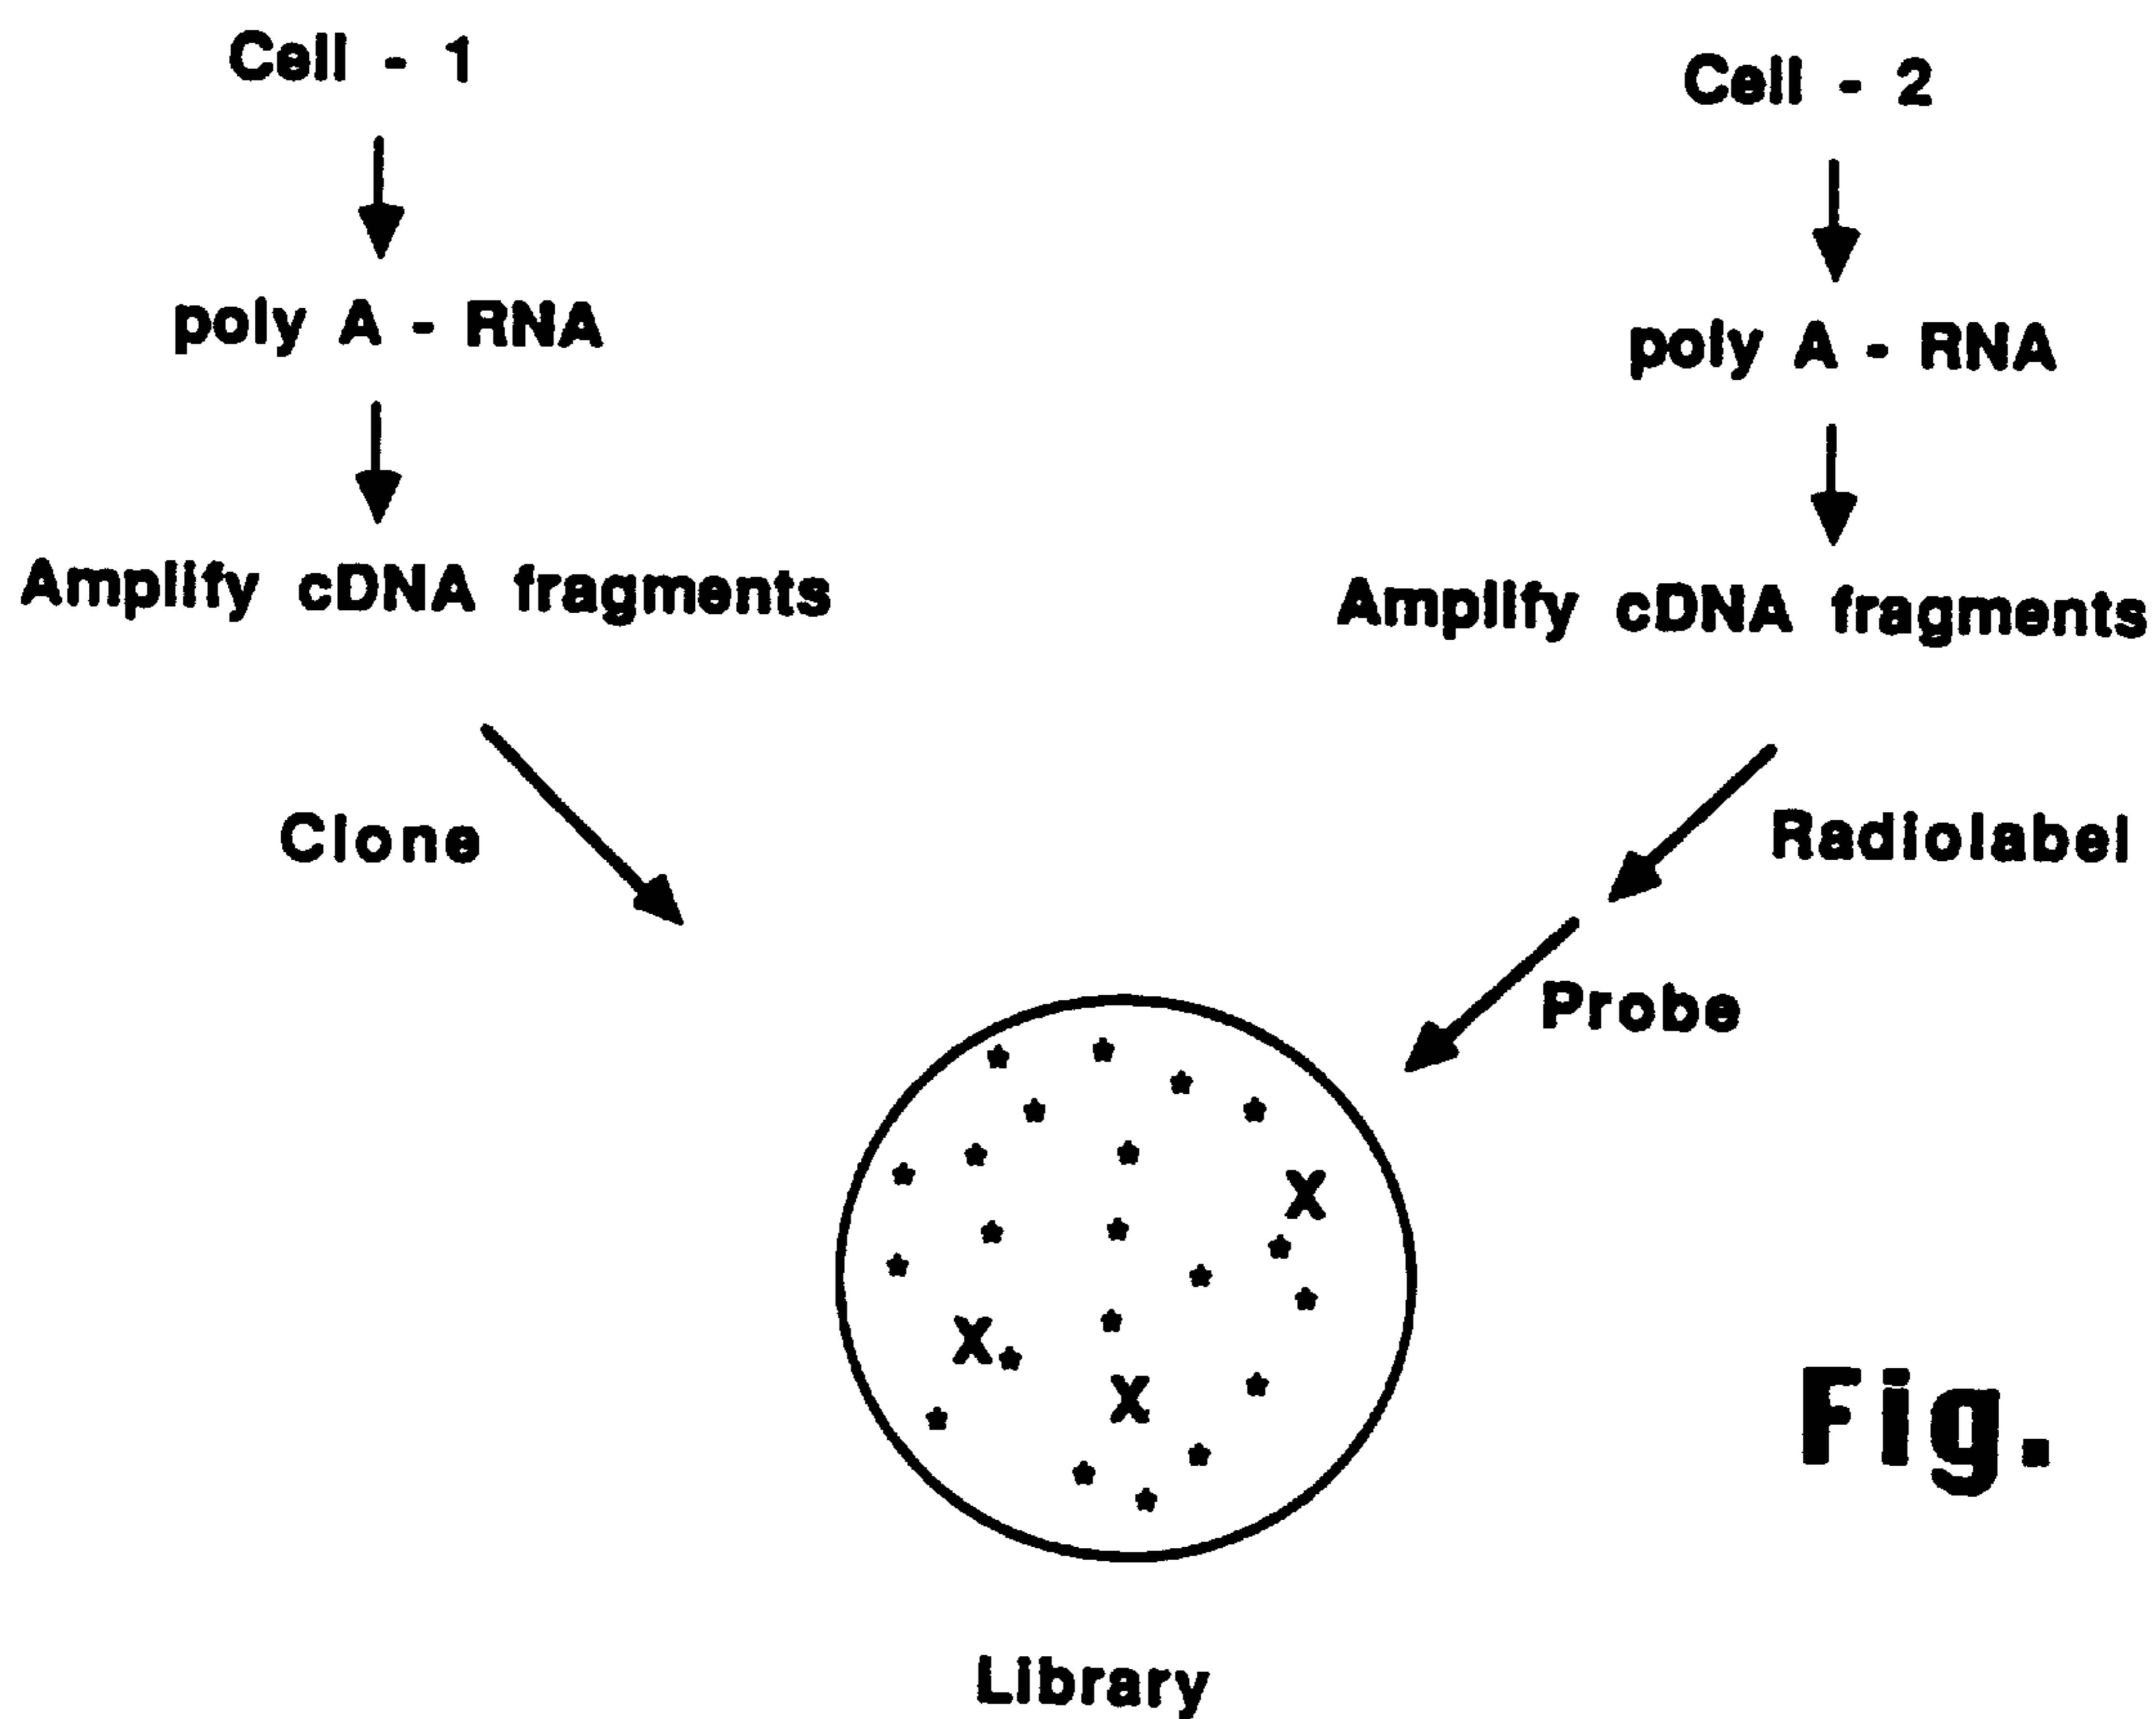 Cell - 1
Cell - 2
poly A - RNA
poly A - RNA
Amplify cDNA fragments
Amplify cDNA fragments
Clone
Radiolabel
Probe
X
X
X
Fig.
Library